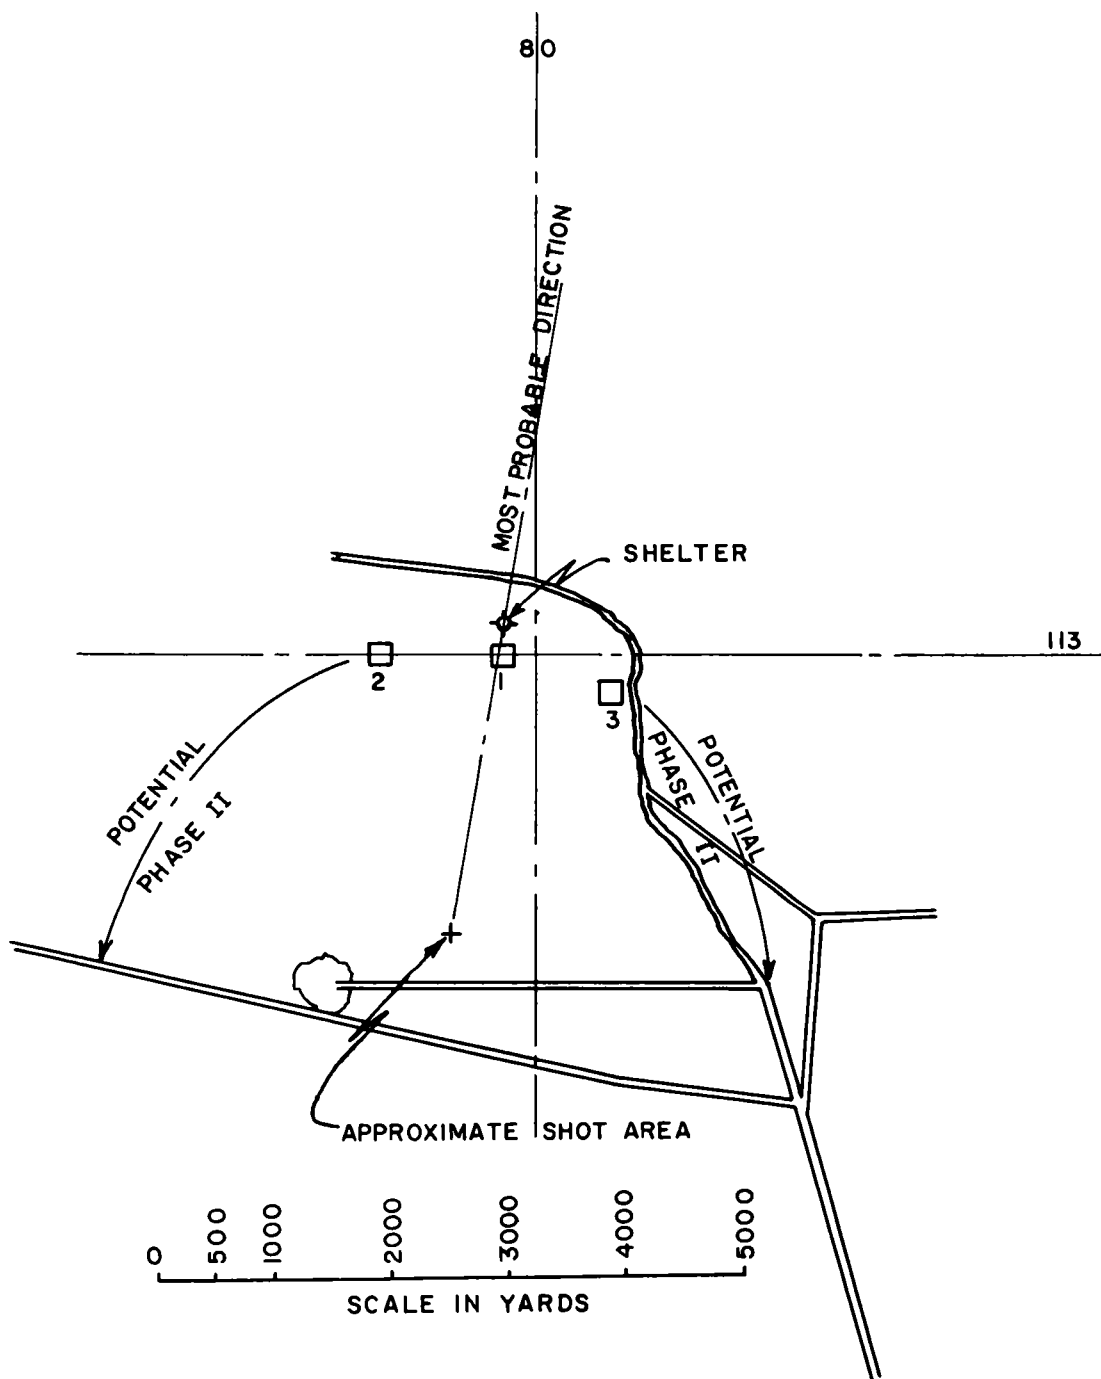 80
MOST PROBABLE DIRECTION
SHELTER
113
2
1
3
POTENTIAL
PHASE II
POTENTIAL
PHASE II
APPROXIMATE SHOT AREA
0 500 1000 2000 3000 4000 5000
SCALE IN YARDS